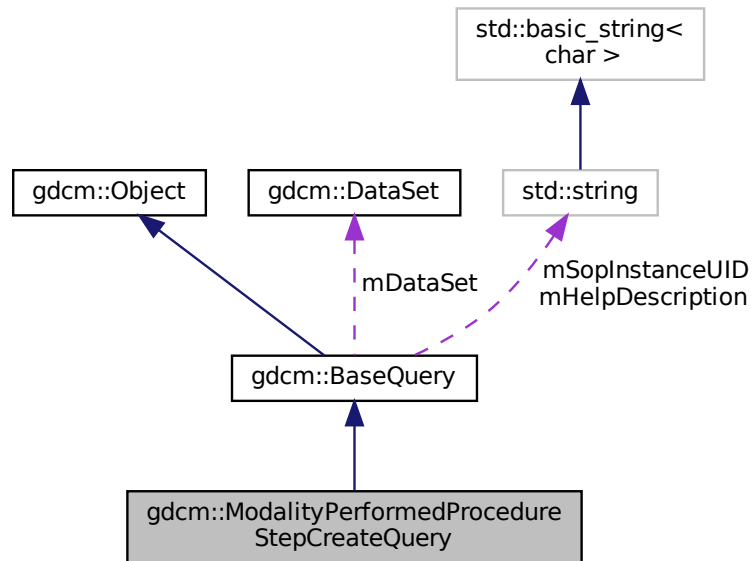 std::basic_string<
char >
gdcm::Object
gdcm::DataSet
std::string
mDataSet
mSopInstanceUID
mHelpDescription
gdcm::BaseQuery
gdcm::ModalityPerformedProcedure
StepCreateQuery